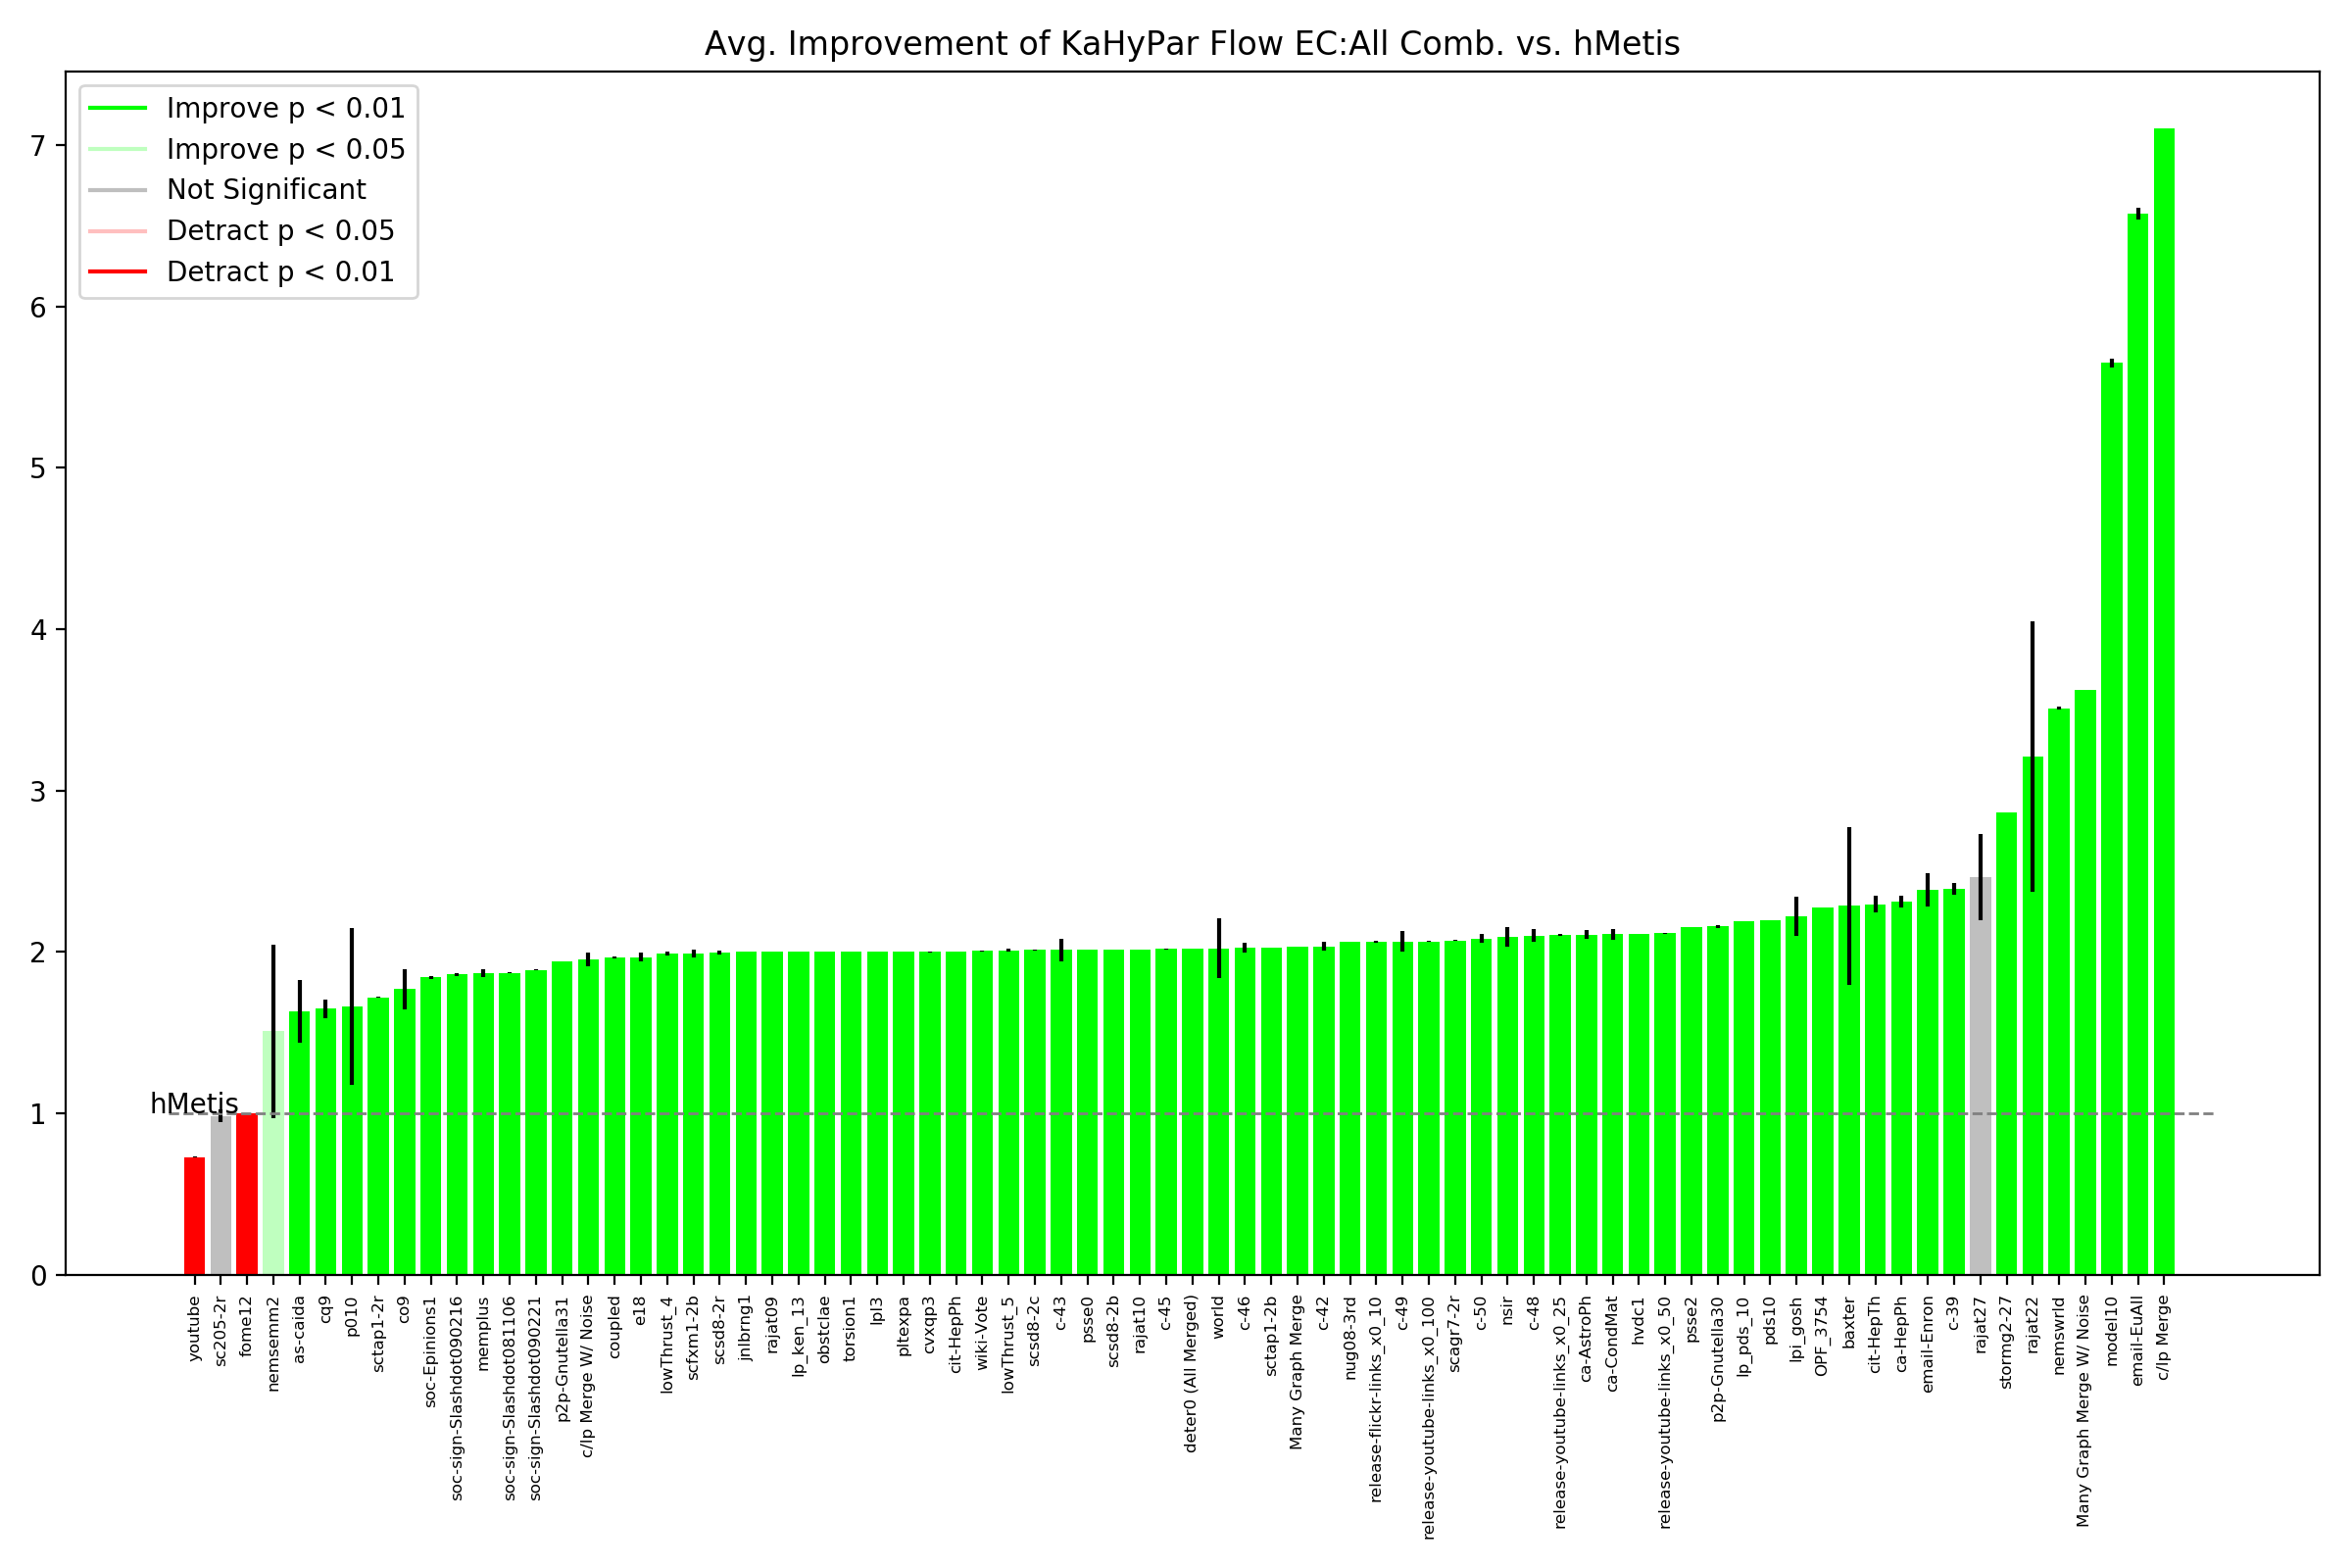 Avg. Improvement of KaHyPar Flow EC:All Comb. vs. hMetis
Improve p < 0.01
Improve p < 0.05
Not Significant
Detract p < 0.05
Detract p < 0.01
7
6
5
4
3
2
1
0
hMetis
youtube
sc205-2r
fome12
nemsemm2
as-caida
cq9
p010
sctap1-2r
co9
soc-Epinions1
soc-sign-Slashdot090216
memplus
soc-sign-Slashdot081106
soc-sign-Slashdot090221
p2p-Gnutella31
c/lp Merge W/ Noise
coupled
e18
lowThrust_4
scfxm1-2b
scsd8-2r
jnlbrng1
rajat09
lp_ken_13
obstclae
torsion1
lpl3
pltexpa
cvxqp3
cit-HepPh
wiki-Vote
lowThrust_5
scsd8-2c
c-43
psse0
scsd8-2b
rajat10
c-45
deter0 (All Merged)
world
c-46
sctap1-2b
Many Graph Merge
c-42
nug08-3rd
release-flickr-links_x0_10
c-49
release-youtube-links_x0_100
scagr7-2r
c-50
nsir
c-48
release-youtube-links_x0_25
ca-AstroPh
ca-CondMat
hvdc1
release-youtube-links_x0_50
psse2
p2p-Gnutella30
lp_pds_10
pds10
lpi_gosh
OPF_3754
baxter
cit-HepTh
ca-HepPh
email-Enron
c-39
rajat27
stormg2-27
rajat22
nemswrld
Many Graph Merge W/ Noise
model10
email-EuAll
c/lp Merge